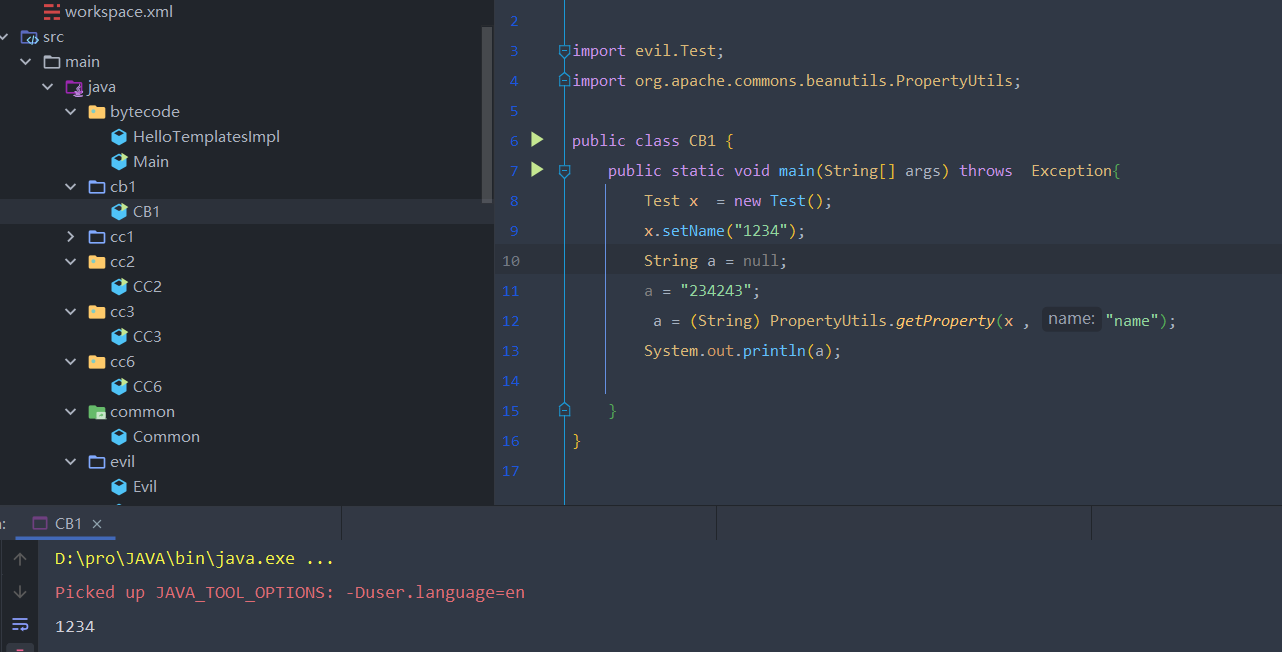 workspace.xml
src
main
java
bytecode
HelloTemplatesImpl
Main
cb1
CB1
cc1
cc2
CC2
cc3
CC3
cc6
CC6
common
Common
evil
Evil
2
3 import evil.Test;
4 import org.apache.commons.beanutils.PropertyUtils;
5
6 public class CB1 {
7 public static void main(String[] args) throws  Exception{
8 Test x  = new Test();
9 x.setName("1234");
10 String a = null;
11 a = "234243";
12 a = (String) PropertyUtils.getProperty(x , name: "name");
13 System.out.println(a);
14
15 }
16 }
17
: CB1 ×
D:\pro\JAVA\bin\java.exe ...
Picked up JAVA_TOOL_OPTIONS: -Duser.language=en
1234